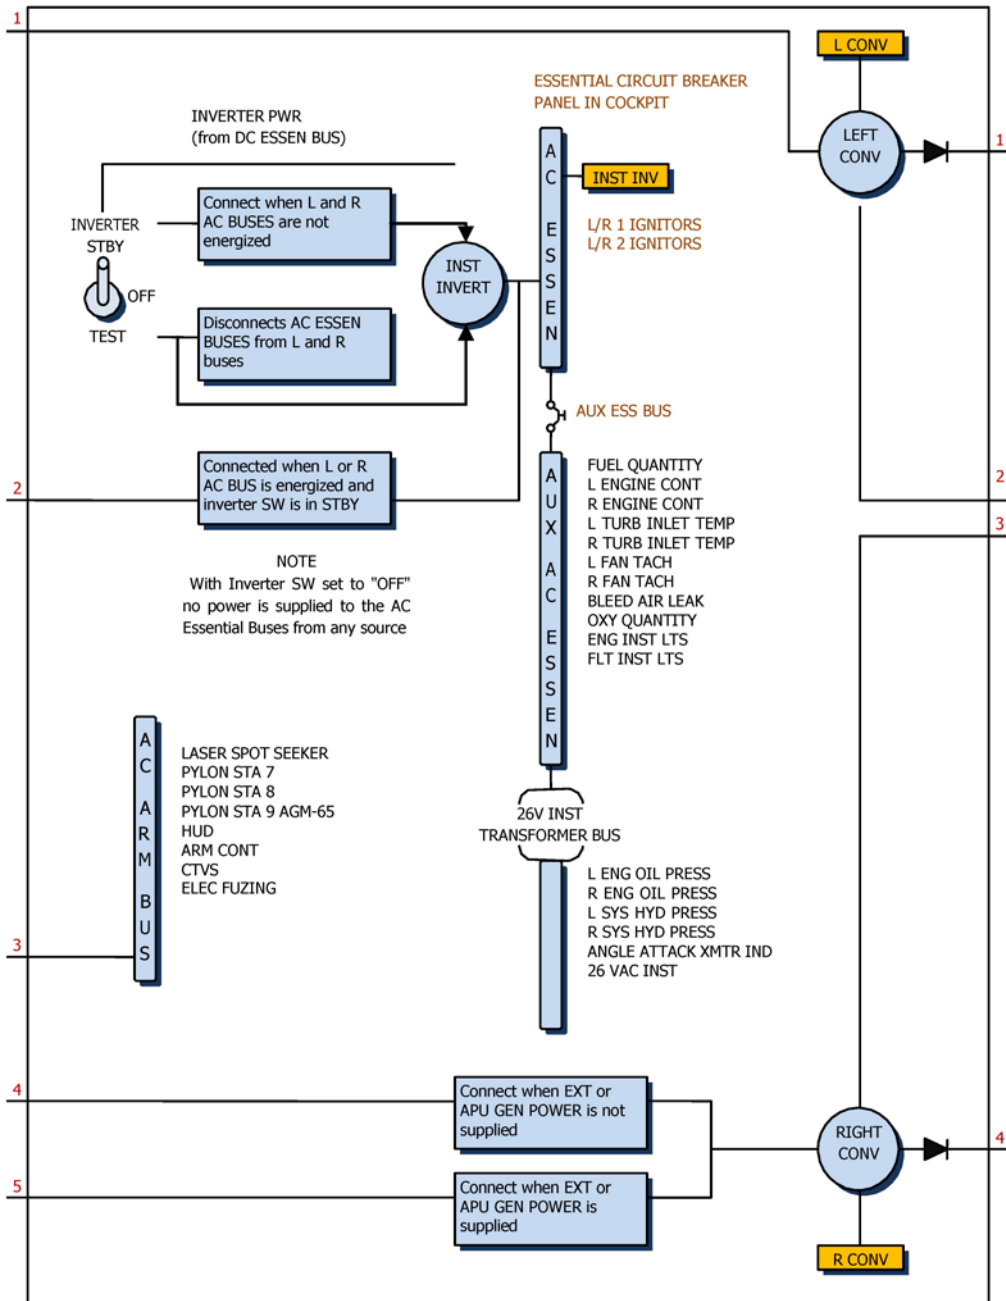 1
L CONV
ESSENTIAL CIRCUIT BREAKER
PANEL IN COCKPIT
INVERTER PWR
(from DC ESSEN BUS)
LEFT
CONV
1
AC ESSEN
INST INV
Connect when L and R
AC BUSES are not
energized
INVERTER
STBY
OFF
TEST
L/R 1 IGNITORS
L/R 2 IGNITORS
INST
INVERT
Disconnects AC ESSEN
BUSES from L and R
buses
AUX ESS BUS
2
Connected when L or R
AC BUS is energized and
inverter SW is in STBY
AUX AC ESSEN
FUEL QUANTITY
L ENGINE CONT
R ENGINE CONT
L TURB INLET TEMP
R TURB INLET TEMP
L FAN TACH
R FAN TACH
BLEED AIR LEAK
OXY QUANTITY
ENG INST LTS
FLT INST LTS
2
3
NOTE
With Inverter SW set to "OFF"
no power is supplied to the AC
Essential Buses from any source
AC ARM BUS
LASER SPOT SEEKER
PYLON STA 7
PYLON STA 8
PYLON STA 9 AGM-65
HUD
ARM CONT
CTVS
ELEC FUZING
3
26V INST
TRANSFORMER BUS
L ENG OIL PRESS
R ENG OIL PRESS
L SYS HYD PRESS
R SYS HYD PRESS
ANGLE ATTACK XMTR IND
26 VAC INST
4
Connect when EXT or
APU GEN POWER is not
supplied
RIGHT
CONV
4
5
Connect when EXT or
APU GEN POWER is
supplied
R CONV